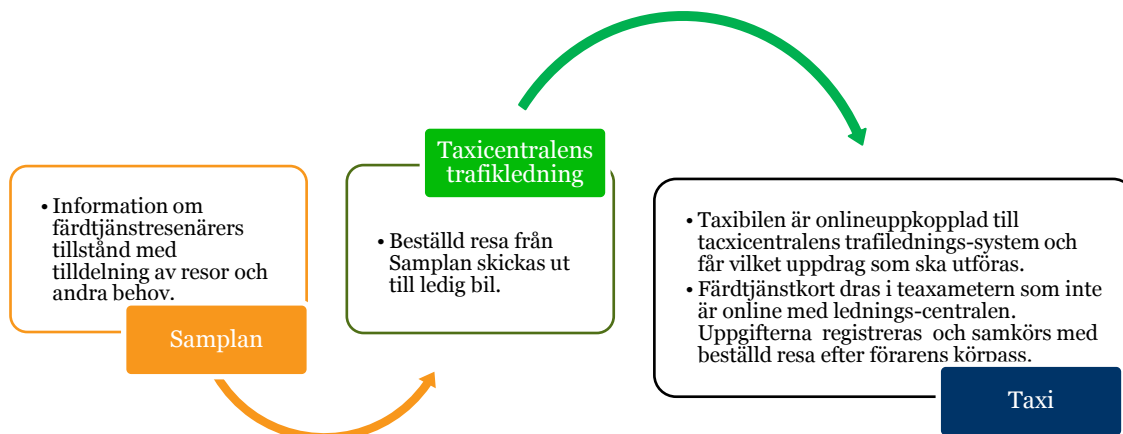 • Information om
färdtjänstresenärers
tillstånd med
tilldelning av resor och
andra behov.
Samplan
Taxicentralens
trafikledning
• Beställd resa från
Samplan skickas ut
till ledig bil.
• Taxibilen är onlineuppkopplad till
tacxicentralens trafilednings-system och
får vilket uppdrag som ska utföras.
• Färdtjänstkort dras i teaxametern som inte
är online med lednings-centralen.
Uppgifterna registreras och samkörs med
beställd resa efter förarens körpass.
Taxi